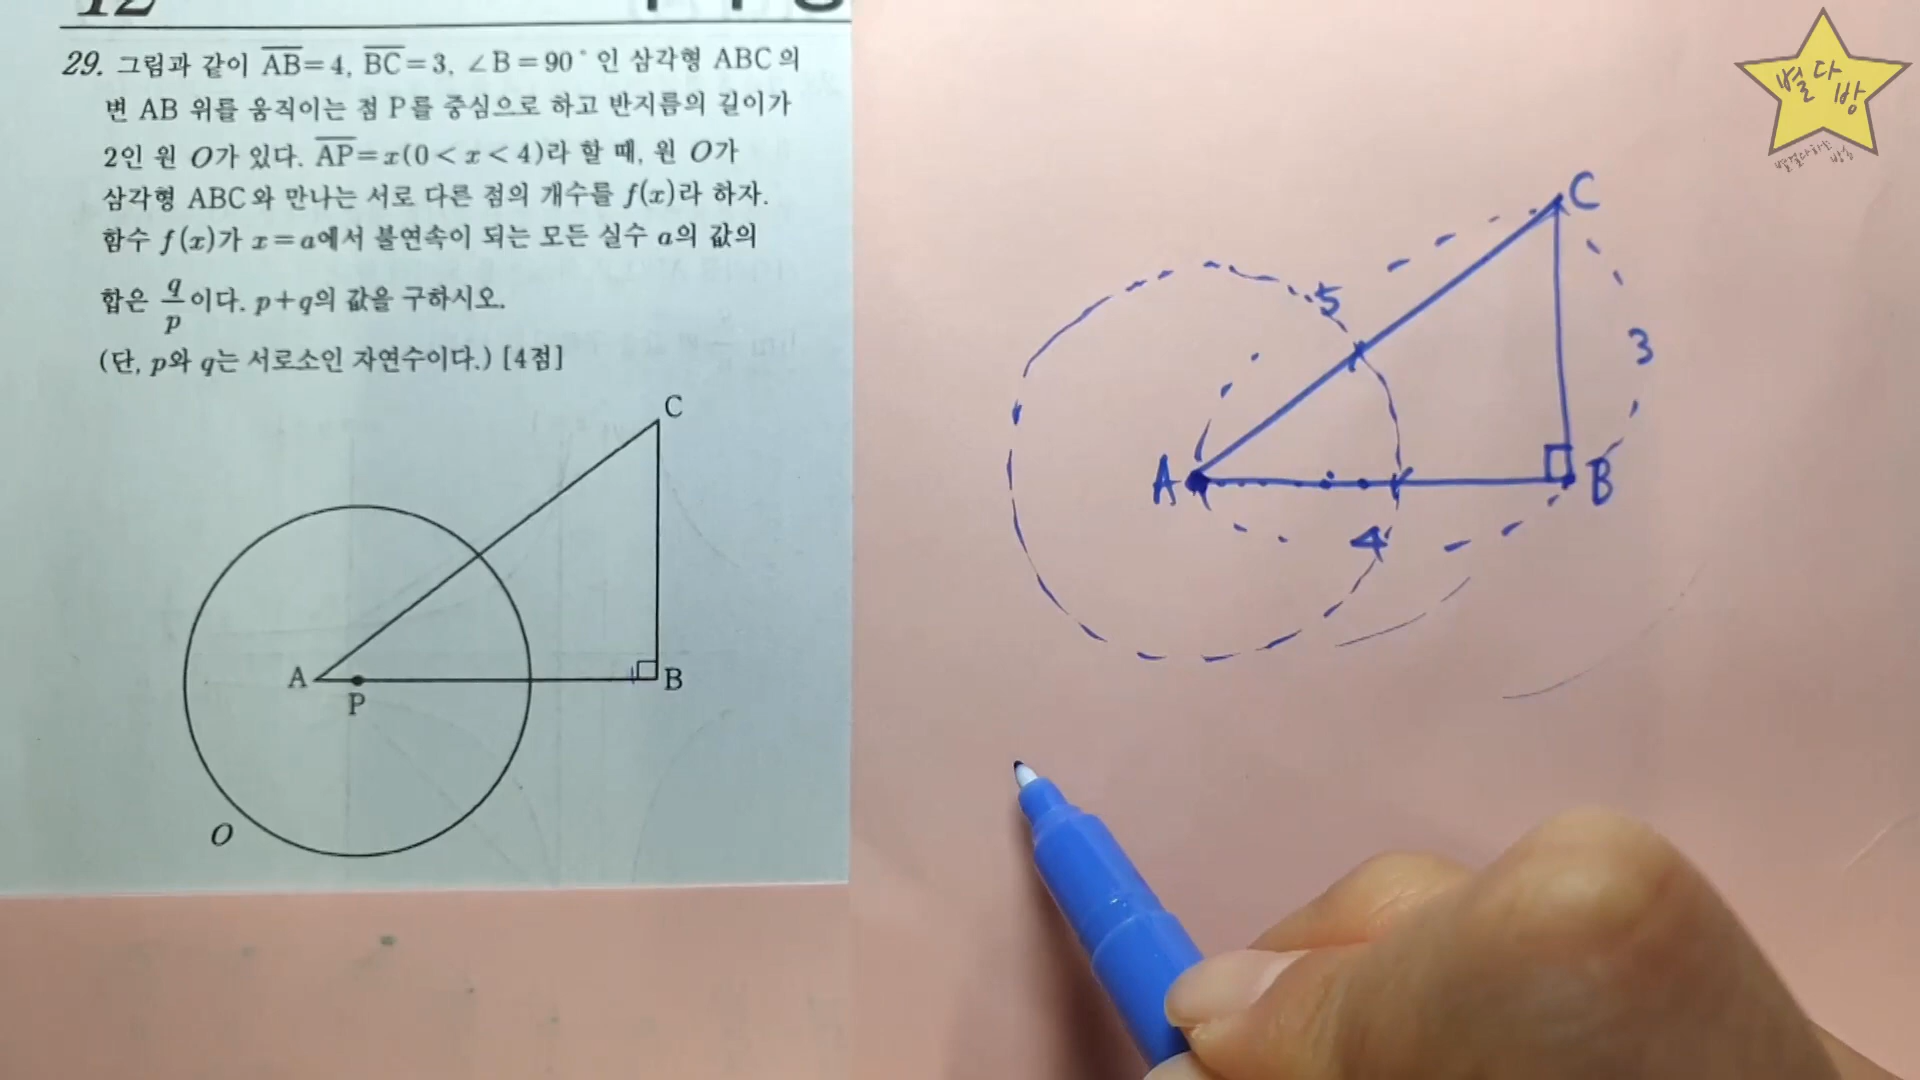 29. 그림과 같이 AB=4, BC=3, ∠B=90°인 삼각형 ABC의
변 AB 위를 움직이는 점 P를 중심으로 하고 반지름의 길이가
2인 원 O가 있다. AP=x(0<x<4)라 할 때, 원 O가
삼각형 ABC와 만나는 서로 다른 점의 개수를 f(x)라 하자.
함수 f(x)가 x=a에서 불연속이 되는 모든 실수 a의 값의
합은 q/p이다. p+q의 값을 구하시오.
(단, p와 q는 서로소인 자연수이다.) [4점]
C
A
P
B
O
C
5
3
A
B
4
별다방